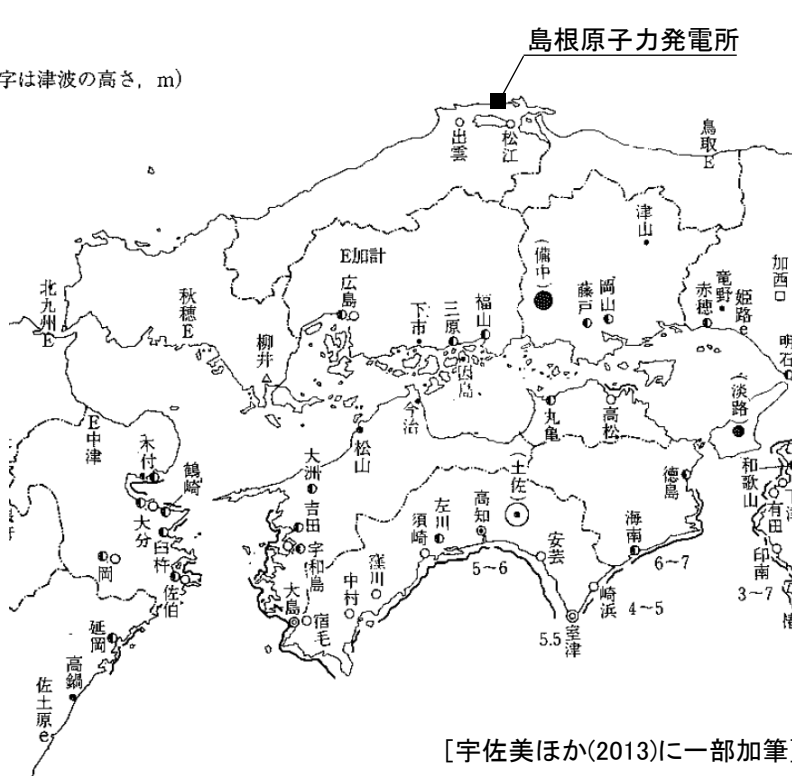 島根原子力発電所
字は津波の高さ, m)
出雲
松江
鳥取E
津山
E加計
(備中)
加西
北九州E
秋穂E
広島
下市
三原
福山
藤戸
岡山
赤穂
竜野
姫路e
柳井
明石
因島
今治
丸亀
高松
(淡路)
E中津
木付
鶴崎
松山
大洲
(土佐)
徳島
和歌山
吉田
左川
高知
須崎
安芸
海南
有田
大分
臼杵
宇和島
岡
佐伯
大島
宿毛
中村
窪川
5~6
6~7
印南
3~7
崎浜
4~5
室津
5.5
延岡
高鍋
佐土原e
[宇佐美ほか(2013)に一部加筆]